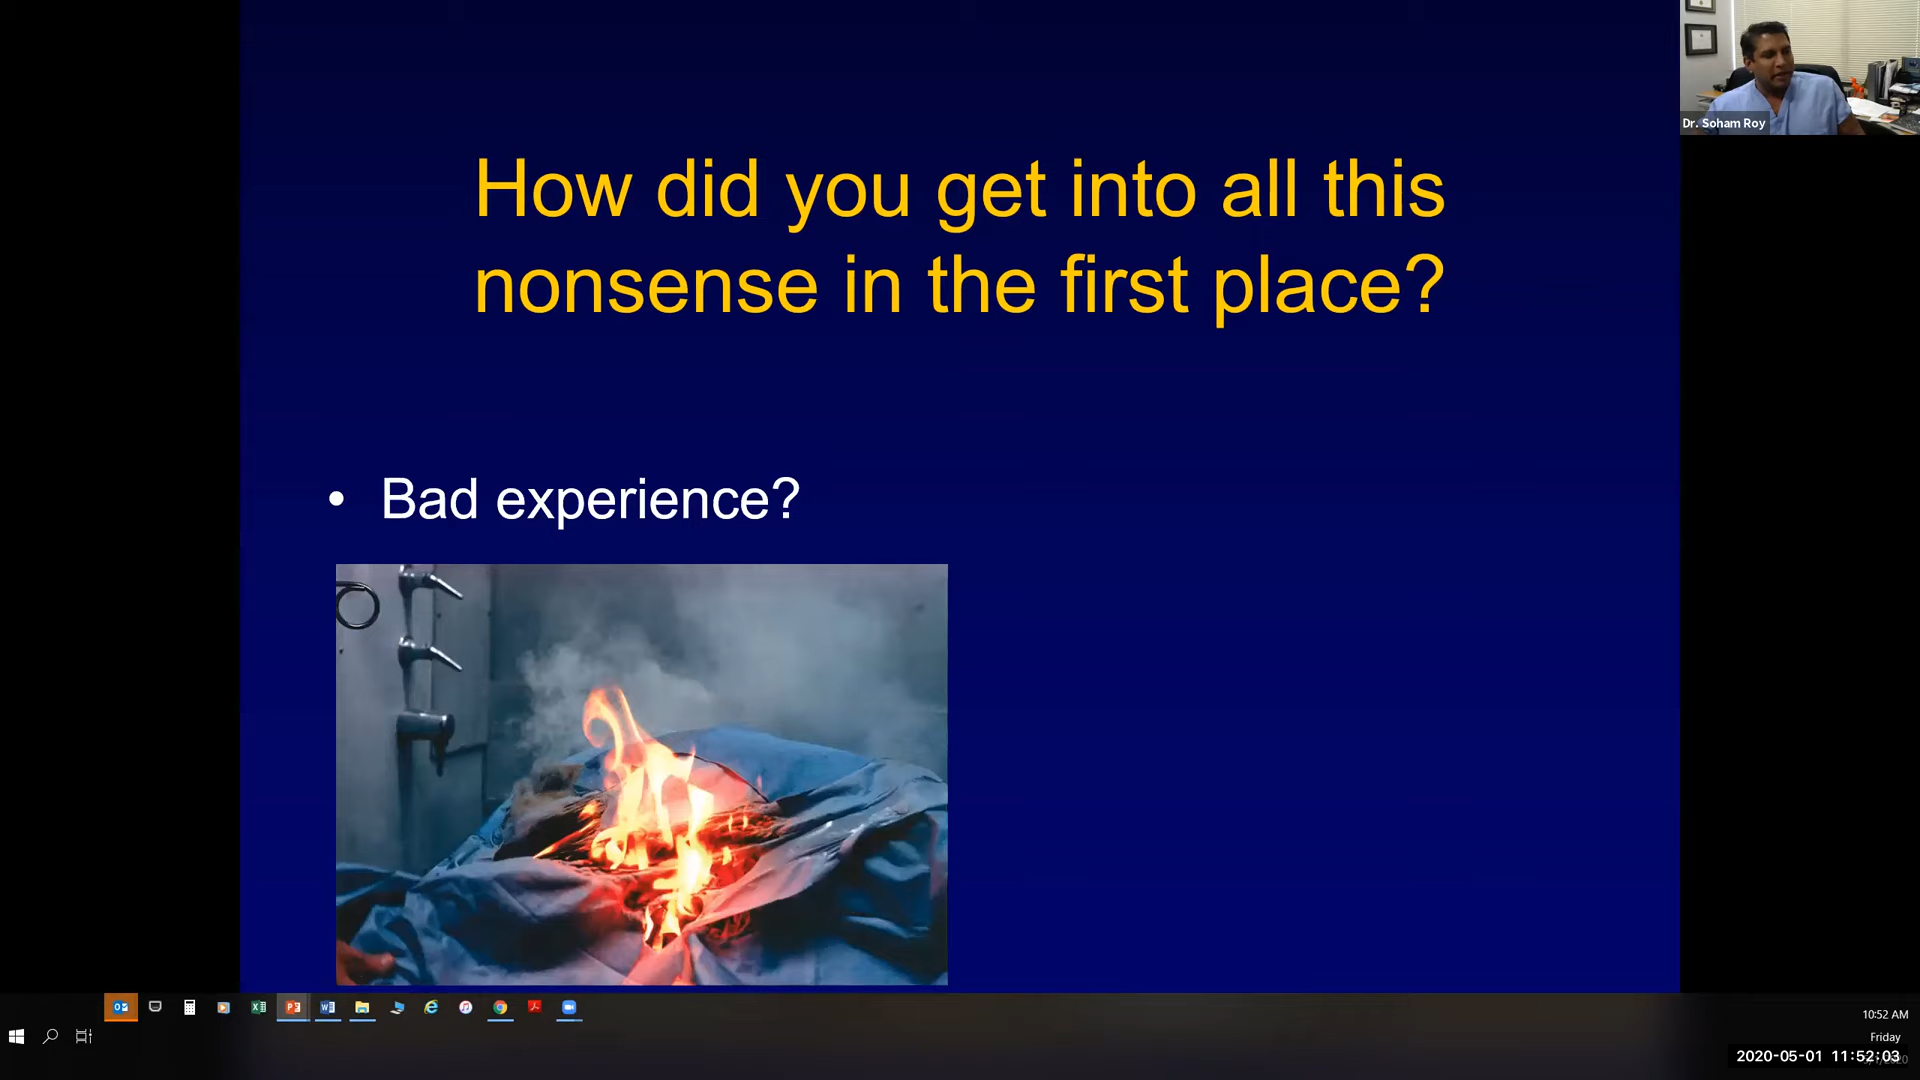 How did you get into all this
nonsense in the first place?
• Bad experience?
Dr. Soham Roy
10:52 AM
Friday
2020-05-01 11:52:03